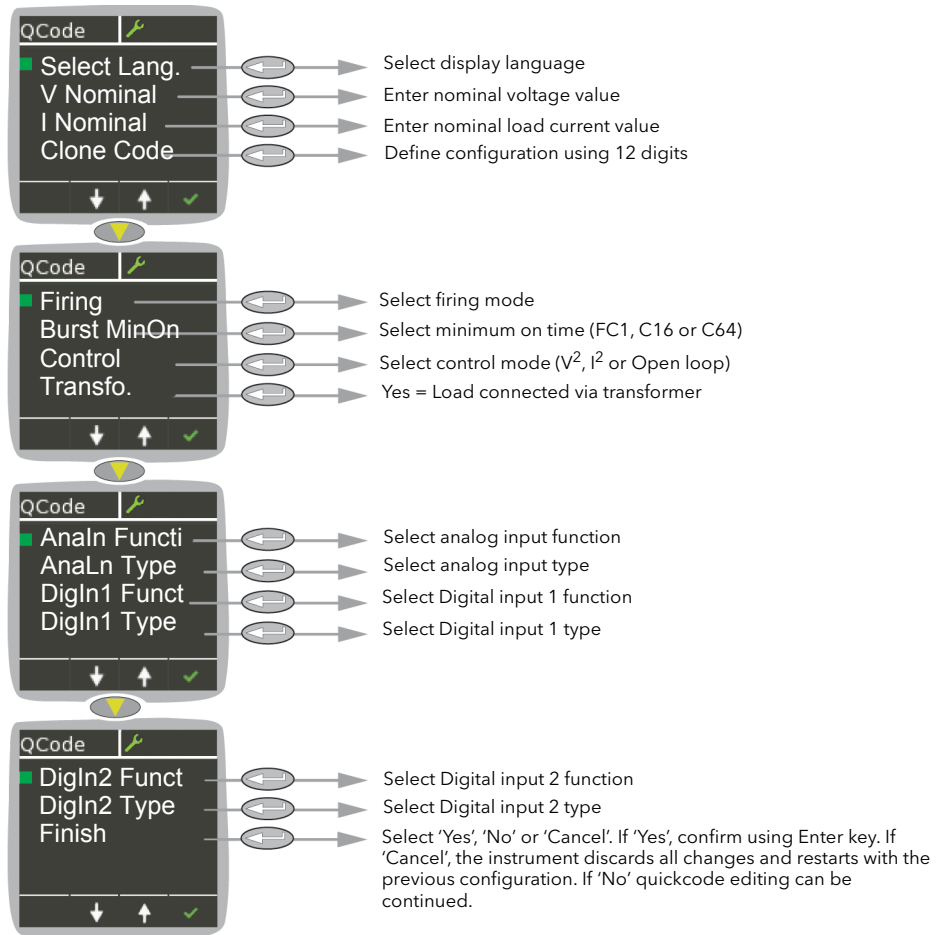 QCode
Select Lang.
Select display language
V Nominal
Enter nominal voltage value
I Nominal
Enter nominal load current value
Clone Code
Define configuration using 12 digits
QCode
Firing
Select firing mode
Burst MinOn
Select minimum on time (FC1, C16 or C64)
Control
Select control mode (V², I² or Open loop)
Transfo.
Yes = Load connected via transformer
QCode
AnaIn Functi
Select analog input function
AnaLn Type
Select analog input type
DigIn1 Funct
Select Digital input 1 function
DigIn1 Type
Select Digital input 1 type
QCode
DigIn2 Funct
Select Digital input 2 function
DigIn2 Type
Select Digital input 2 type
Finish
Select ‘Yes’, ‘No’ or ‘Cancel’. If ‘Yes’, confirm using Enter key. If
‘Cancel’, the instrument discards all changes and restarts with the
previous configuration. If ‘No’ quickcode editing can be
continued.